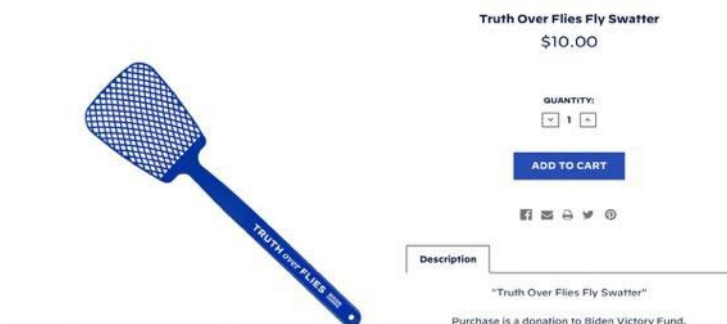 Truth Over Flies Fly Swatter
$10.00
QUANTITY:
1
ADD TO CART
TRUTH over FLIES
Description
"Truth Over Flies Fly Swatter"
Purchase is a donation to Biden Victory Fund.